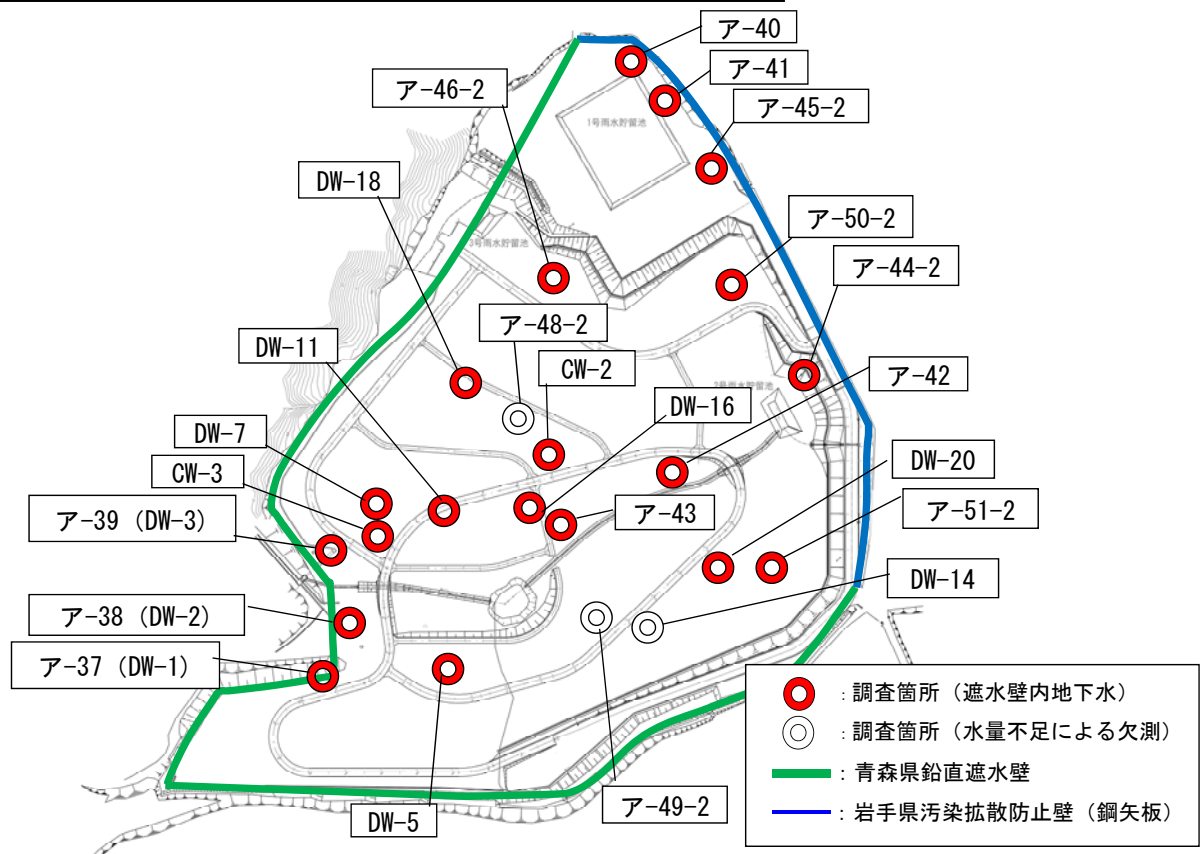 ア-40
ア-41
ア-46-2
ア-45-2
1号雨水貯留池
DW-18
ア-50-2
3号雨水貯留池
ア-44-2
ア-48-2
DW-11
CW-2
ア-42
2号雨水貯留池
DW-16
DW-7
DW-20
CW-3
ア-39（DW-3）
ア-43
ア-51-2
DW-14
ア-38（DW-2）
ア-37（DW-1）
：調査箇所（遮水壁内地下水）
：調査箇所（水量不足による欠測）
：青森県鉛直遮水壁
：岩手県汚染拡散防止壁（鋼矢板）
ア-49-2
DW-5